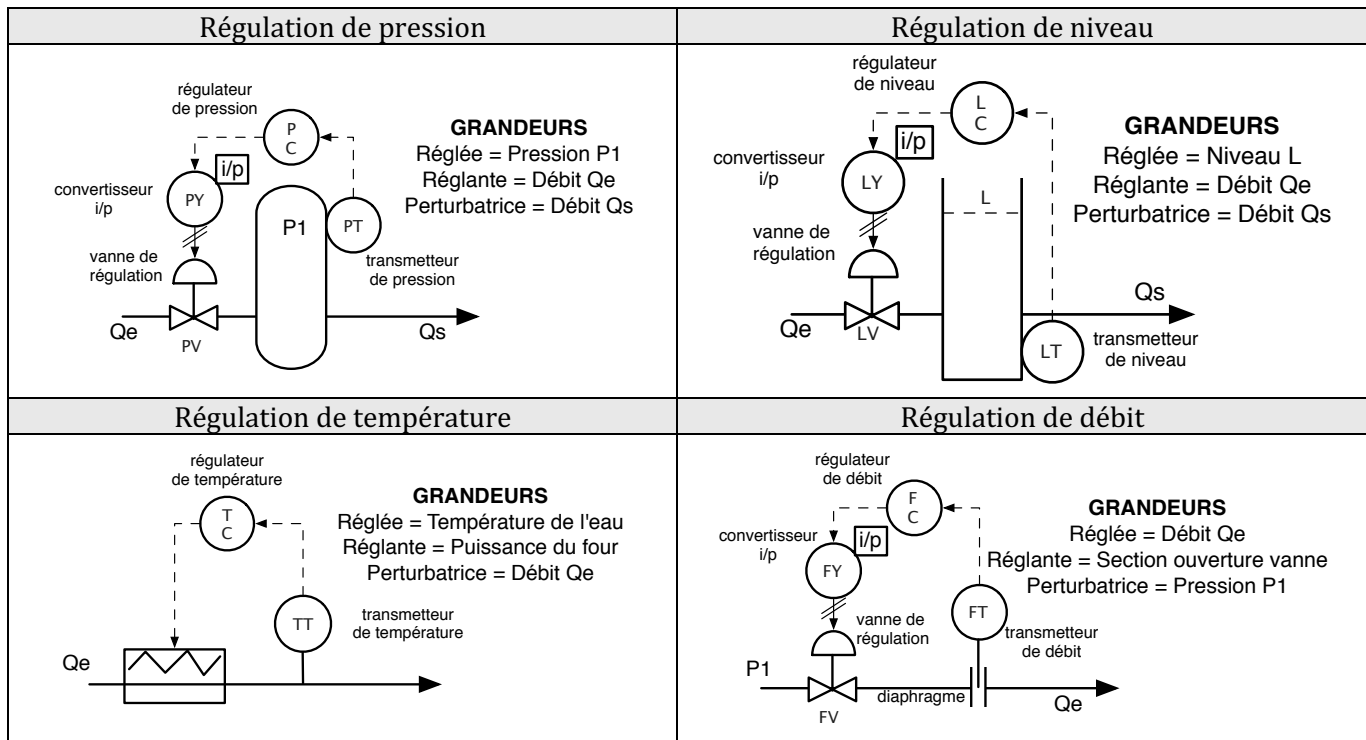 Régulation de pression
régulateur
de pression
P
C
i/p
convertisseur
i/p
PY
P1
PT
vanne de
régulation
transmetteur
de pression
Qe
PV
Qs
GRANDEURS
Réglée = Pression P1
Réglante = Débit Qe
Perturbatrice = Débit Qs
Régulation de niveau
régulateur
de niveau
L
C
i/p
convertisseur
i/p
LY
L
vanne de
régulation
Qe
LV
Qs
LT
transmetteur
de niveau
GRANDEURS
Réglée = Niveau L
Réglante = Débit Qe
Perturbatrice = Débit Qs
Régulation de température
régulateur
de température
T
C
TT
transmetteur
de température
Qe
GRANDEURS
Réglée = Température de l'eau
Réglante = Puissance du four
Perturbatrice = Débit Qe
Régulation de débit
régulateur
de débit
F
C
i/p
convertisseur
i/p
FY
vanne de
régulation
FT
transmetteur
de débit
P1
FV
diaphragme
Qe
GRANDEURS
Réglée = Débit Qe
Réglante = Section ouverture vanne
Perturbatrice = Pression P1